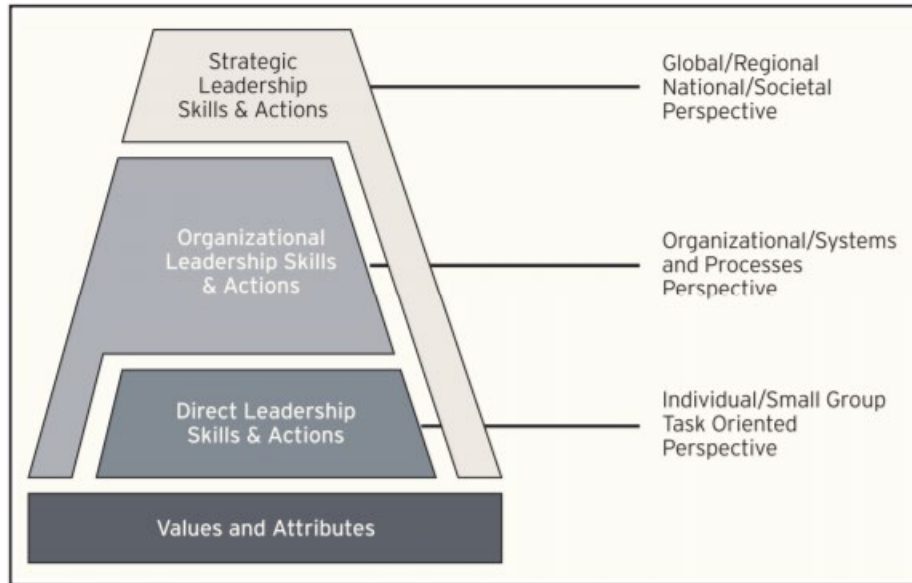 Strategic
Leadership
Skills & Actions
Global/Regional
National/Societal
Perspective
Organizational
Leadership Skills
& Actions
Organizational/Systems
and Processes
Perspective
Direct Leadership
Skills & Actions
Individual/Small Group
Task Oriented
Perspective
Values and Attributes